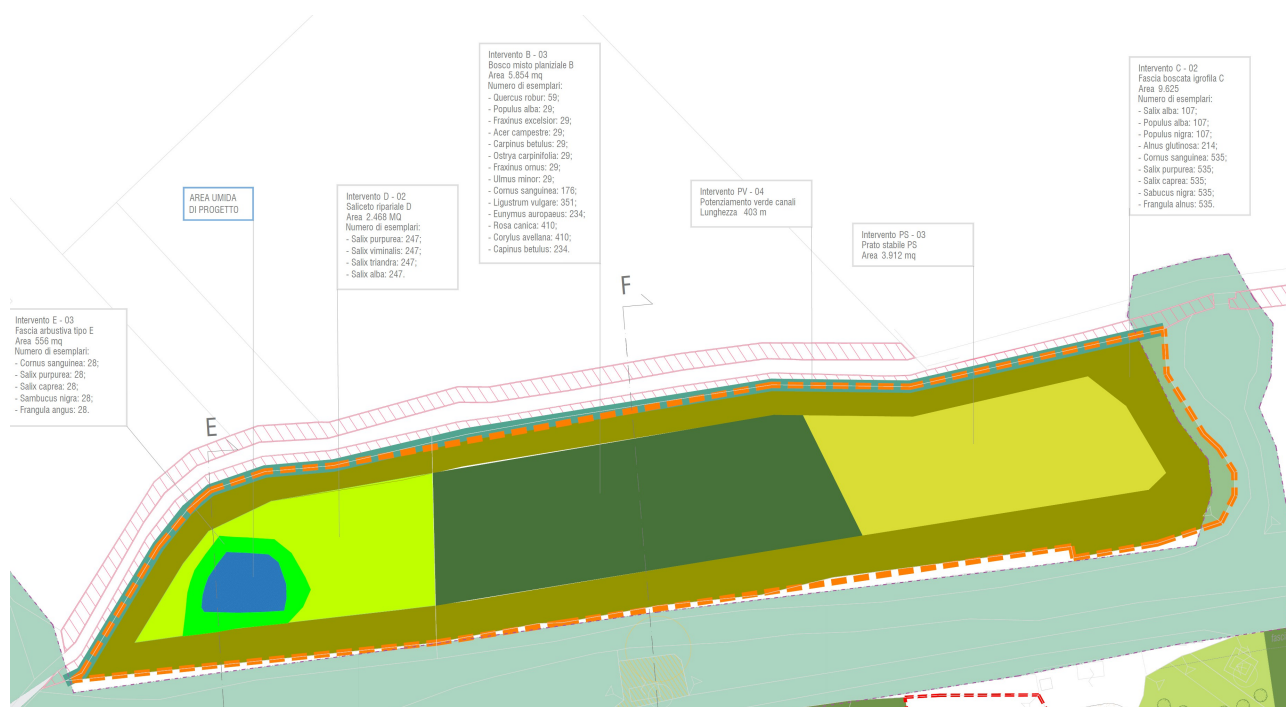 Intervento B - 03
Bosco misto planiziale B
Area 5.854 mq
Numero di esemplari:
- Quercus robur: 59;
- Populus alba: 29;
- Fraxinus excelsior: 29;
- Acer campestre: 29;
- Carpinus betulus: 29;
- Ostrya carpinifolia: 29;
- Fraxinus ornus: 29;
- Ulmus minor: 29;
- Cornus sanguinea: 176;
- Ligustrum vulgare: 351;
- Eunymus auropaeus: 234;
- Rosa canica: 410;
- Corylus avellana: 410;
- Capinus betulus: 234.
Intervento C - 02
Fascia boscata igrofila C
Area 9.625
Numero di esemplari:
- Salix alba: 107;
- Populus alba: 107;
- Populus nigra: 107;
- Alnus glutinosa: 214;
- Cornus sanguinea: 535;
- Salix purpurea: 535;
- Salix caprea: 535;
- Sabucus nigra: 535;
- Frangula alnus: 535.
AREA UMIDA
DI PROGETTO
Intervento D - 02
Saliceto ripariale D
Area 2.468 MQ
Numero di esemplari:
- Salix purpurea: 247;
- Salix viminalis: 247;
- Salix triandra: 247;
- Salix alba: 247.
Intervento PV - 04
Potenziamento verde canali
Lunghezza 403 m
Intervento PS - 03
Prato stabile PS
Area 3.912 mq
F
Intervento E - 03
Fascia arbustiva tipo E
Area 556 mq
Numero di esemplari:
- Cornus sanguinea: 28;
- Salix purpurea: 28;
- Salix caprea: 28;
- Sambucus nigra: 28;
- Frangula angus: 28.
E